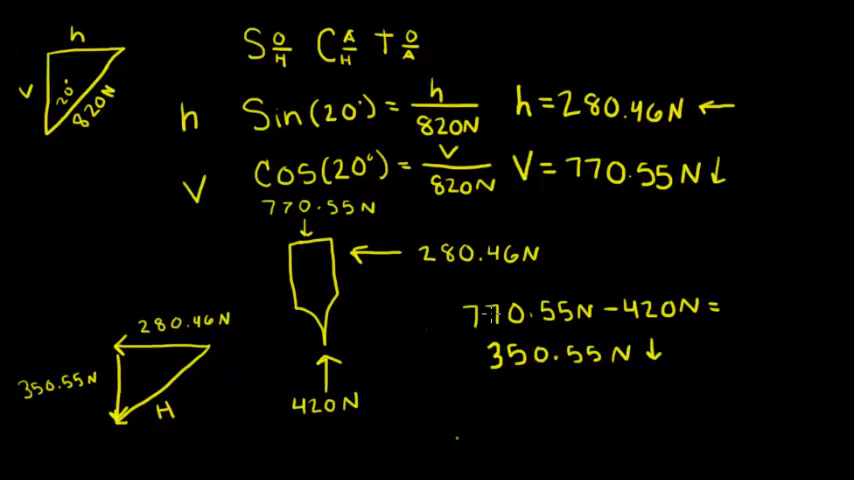 h
S O/H C A/H T O/A
V 20° 820N
h Sin(20°) = h/820N h = 280.46N ←
V Cos(20°) = V/820N V = 770.55N ↓
770.55N
↓
← 280.46N
770.55N - 420N =
280.46N
350.55N ↓
350.55N
H
↑
420N